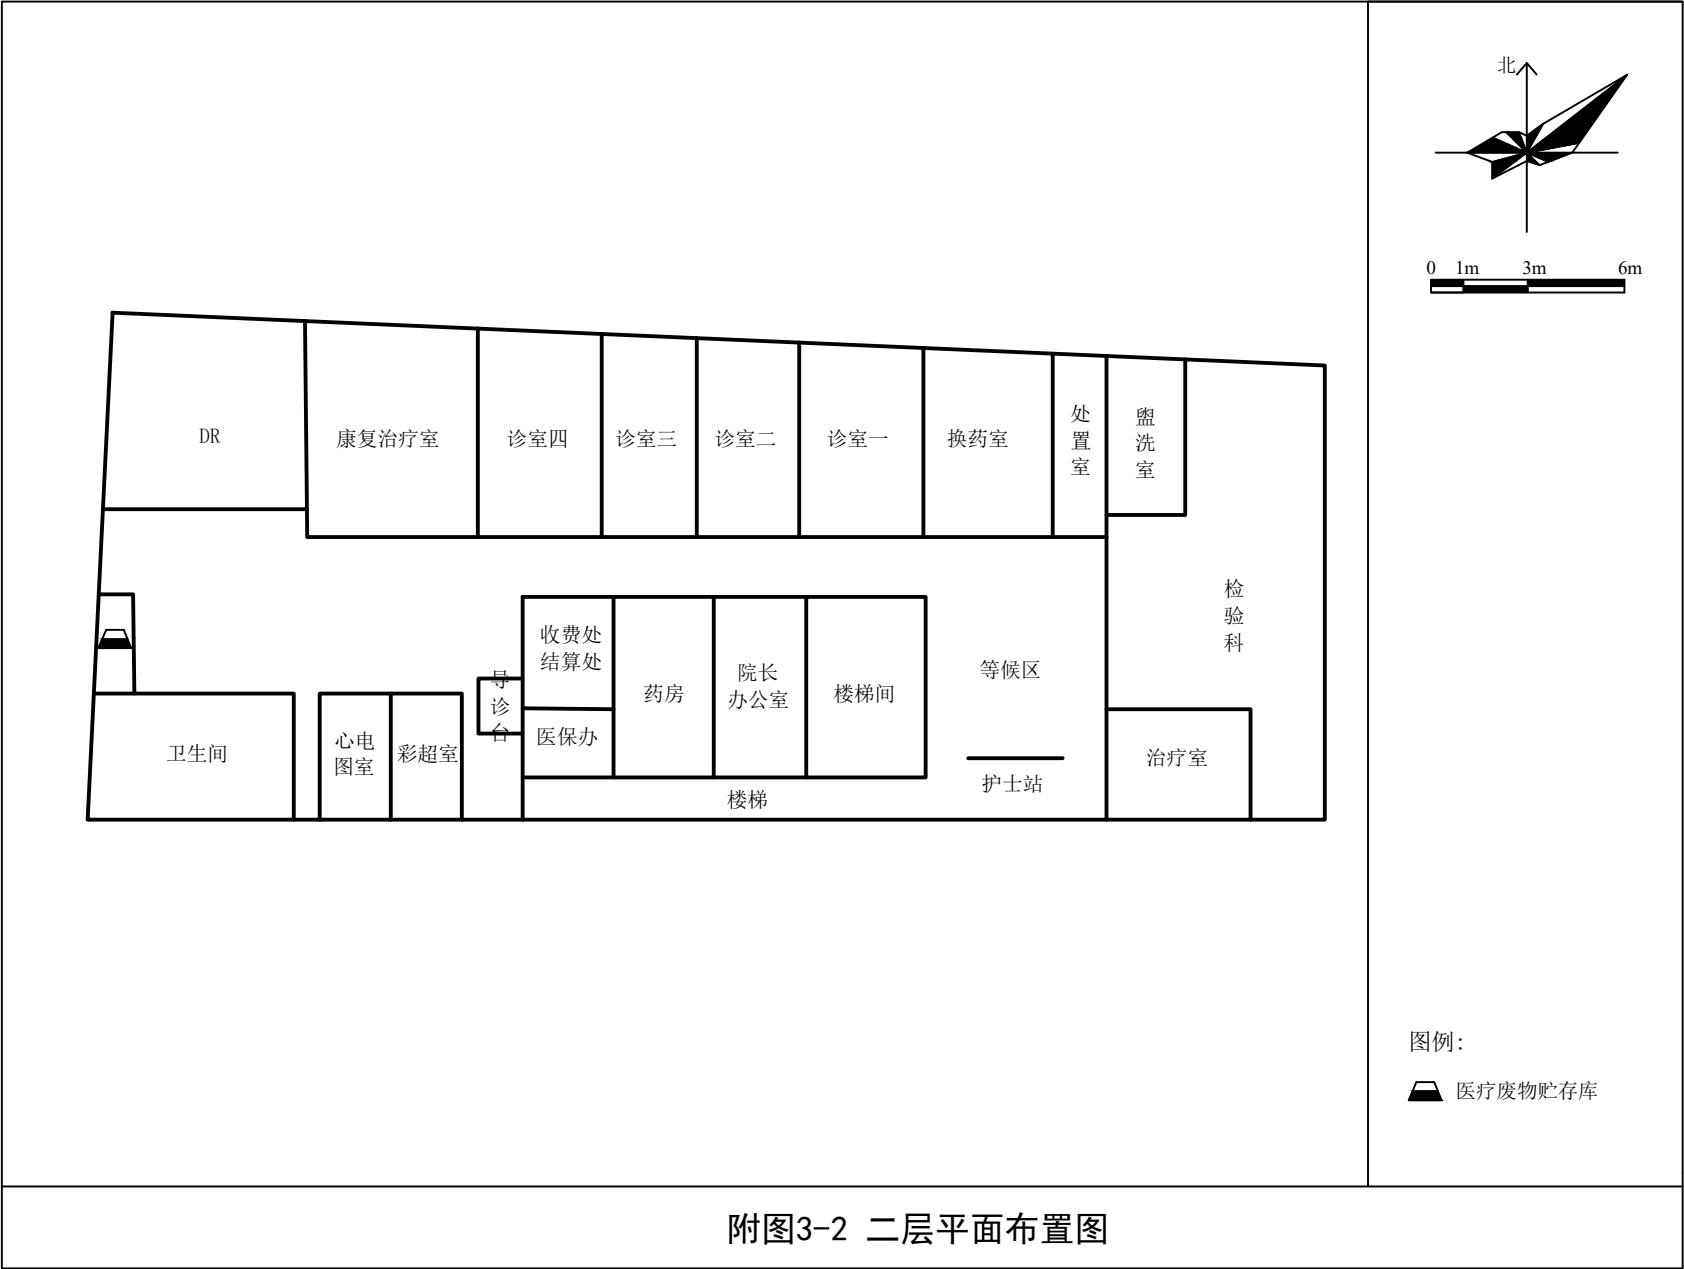 北
0 1m 3m 6m
DR
康复治疗室
诊室四
诊室三
诊室二
诊室一
换药室
处置室
盥洗室
检验科
收费处
结算处
导诊台
医保办
药房
院长
办公室
楼梯间
等候区
护士站
治疗室
卫生间
心电
图室
彩超室
楼梯
图例:
医疗废物贮存库
附图3-2 二层平面布置图